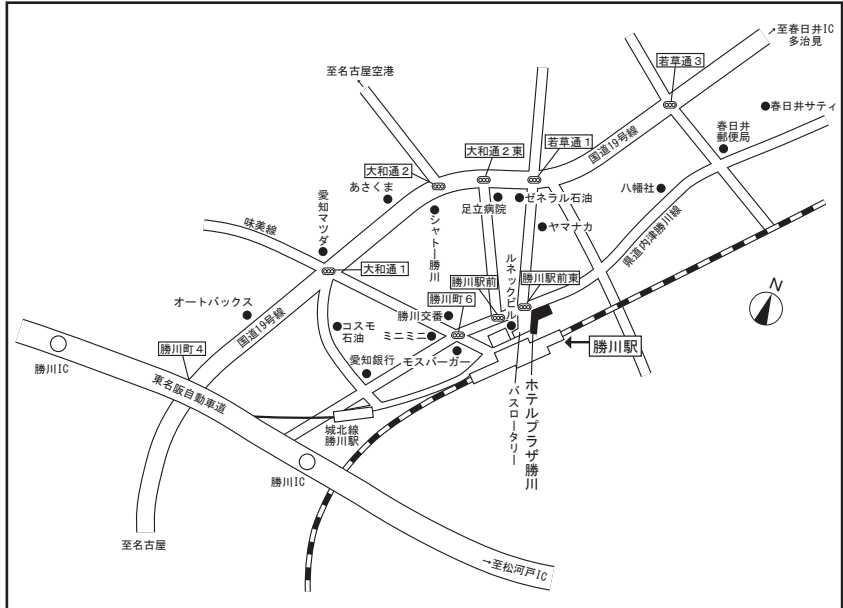 →至春日井IC
多治見
若草通3
至名古屋空港
←
春日井サティ
春日井
郵便局
国道19号線
大和通2東
若草通1
大和通2
あさくま
八幡社
足立病院
ゼネラル石油
愛知マツダ
シャトー勝川
ヤマナカ
味美線
県道内津勝川線
大和通1
ルネックビル
勝川駅前
勝川駅前東
N
オートバックス
勝川町6
勝川交番
コスモ
石油
ミニミニ
国道19号線
勝川駅
勝川町4
愛知銀行
モスバーガー
勝川IC
東名阪自動車道
バスロータリー
ホテルプラザ勝川
城北線
勝川駅
勝川IC
至名古屋
→至松河戸IC